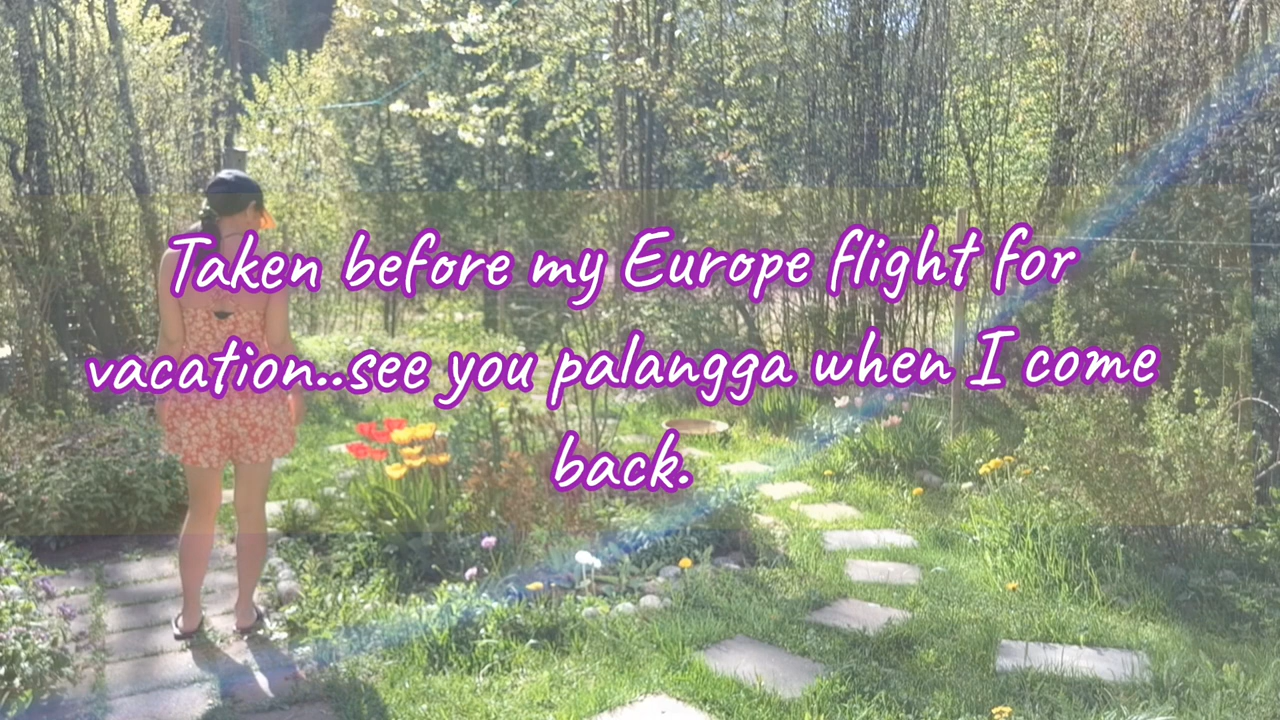 Taken before my Europe flight for
vacation..see you palangga when I come
back.